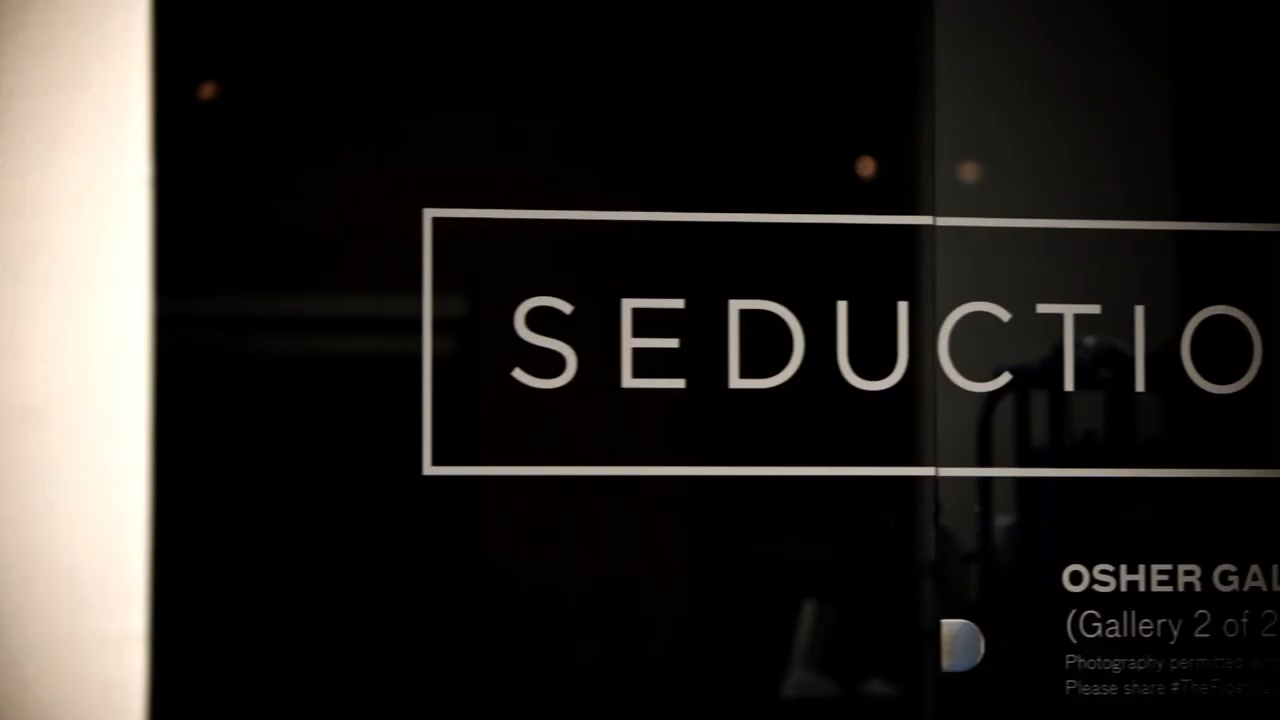 SEDUCTIO
OSHER GAL
(Gallery 2 of 2
Photography permitted
Please share